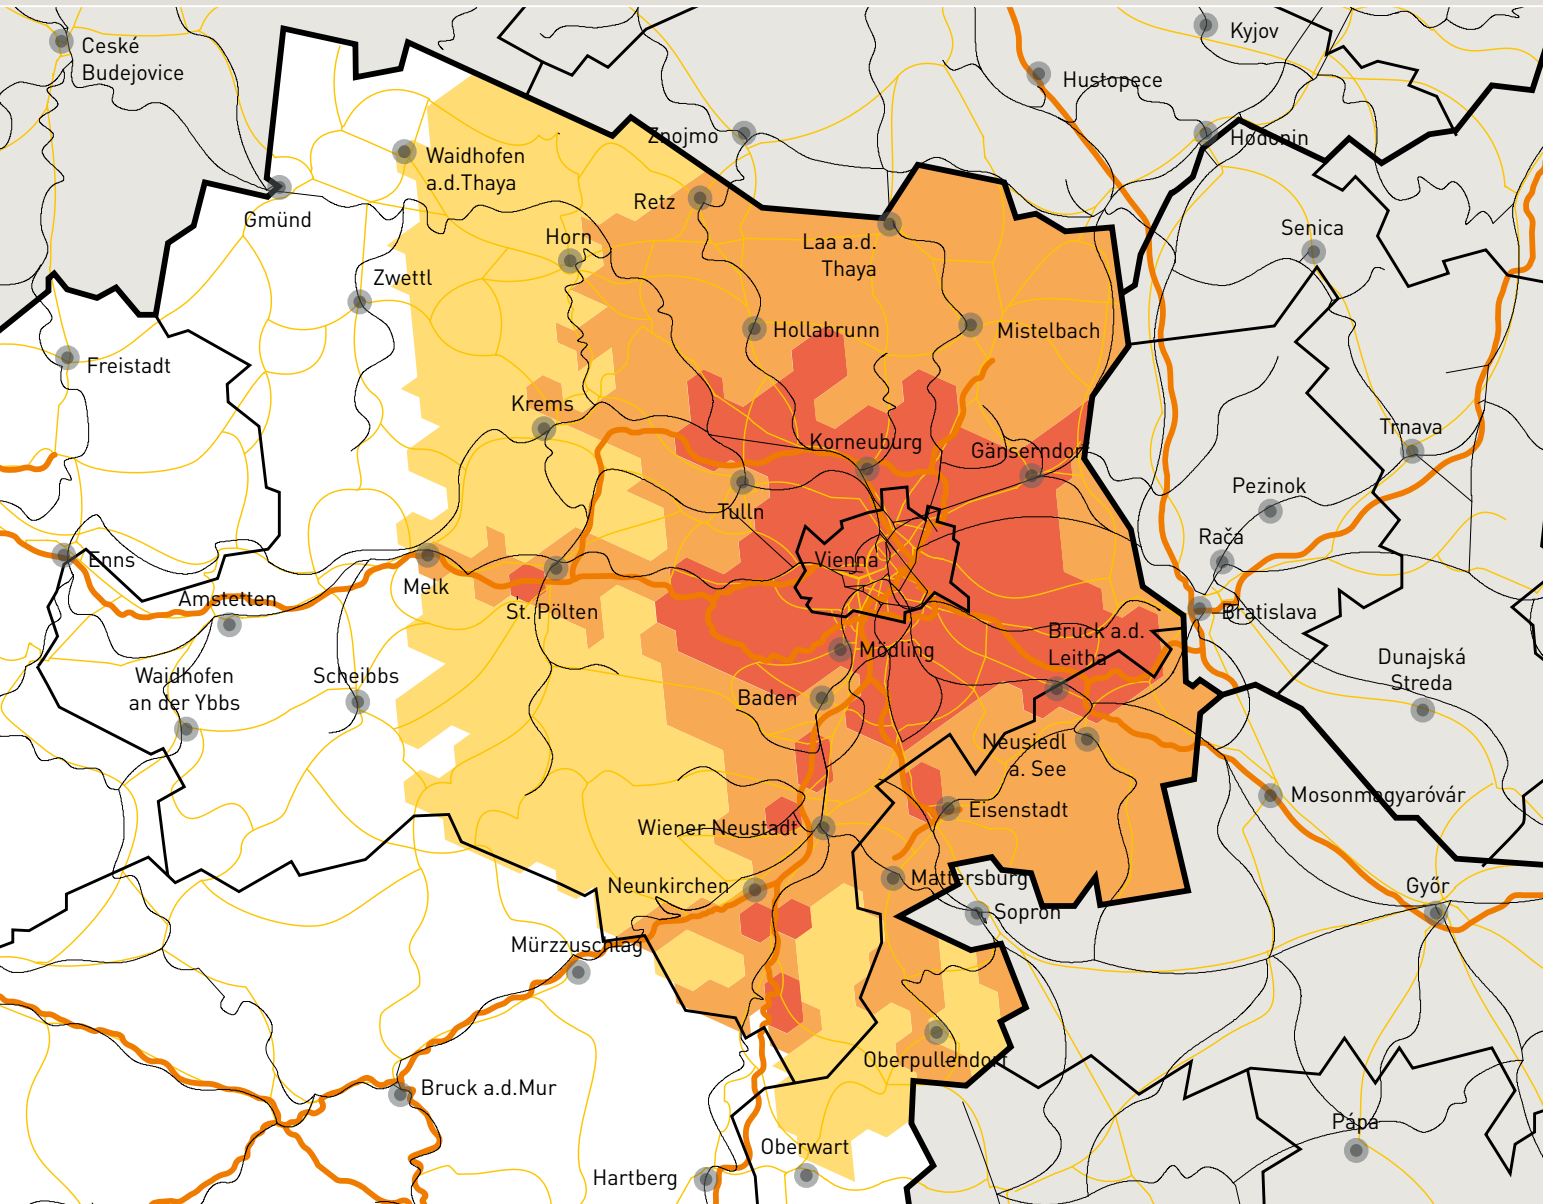 Ceské
Budejovice
Kyjov
Hustopece
Znojmo
Hødonin
Waidhofen
a.d.Thaya
Retz
Gmünd
Horn
Laa a.d.
Thaya
Senica
Zwettl
Hollabrunn
Mistelbach
Freistadt
Krems
Korneuburg
Gänserndorf
Trnava
Pezinok
Tulln
Rača
Enns
Vienna
Melk
Amstetten
St. Pölten
Bratislava
Bruck a.d.
Leitha
Mödling
Waidhofen
an der Ybbs
Scheibbs
Dunajská
Streda
Baden
Neusiedl
a. See
Mosonmagyaróvár
Eisenstadt
Wiener Neustadt
Neunkirchen
Mattersburg
Győr
Sopron
Mürzzuschlag
Oberpullendorf
Bruck a.d.Mur
Pápa
Oberwart
Hartberg